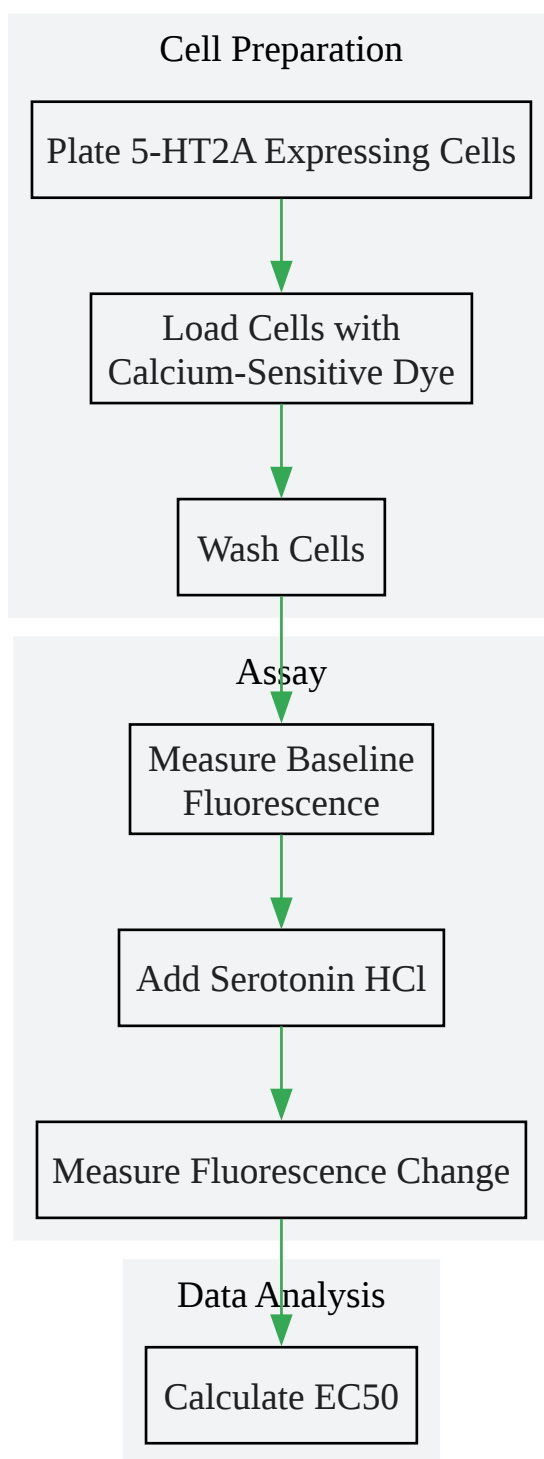 Cell Preparation
Plate 5-HT2A Expressing Cells
Load Cells with
Calcium-Sensitive Dye
Wash Cells
Assay
Measure Baseline
Fluorescence
Add Serotonin HCl
Measure Fluorescence Change
Data Analysis
Calculate EC50